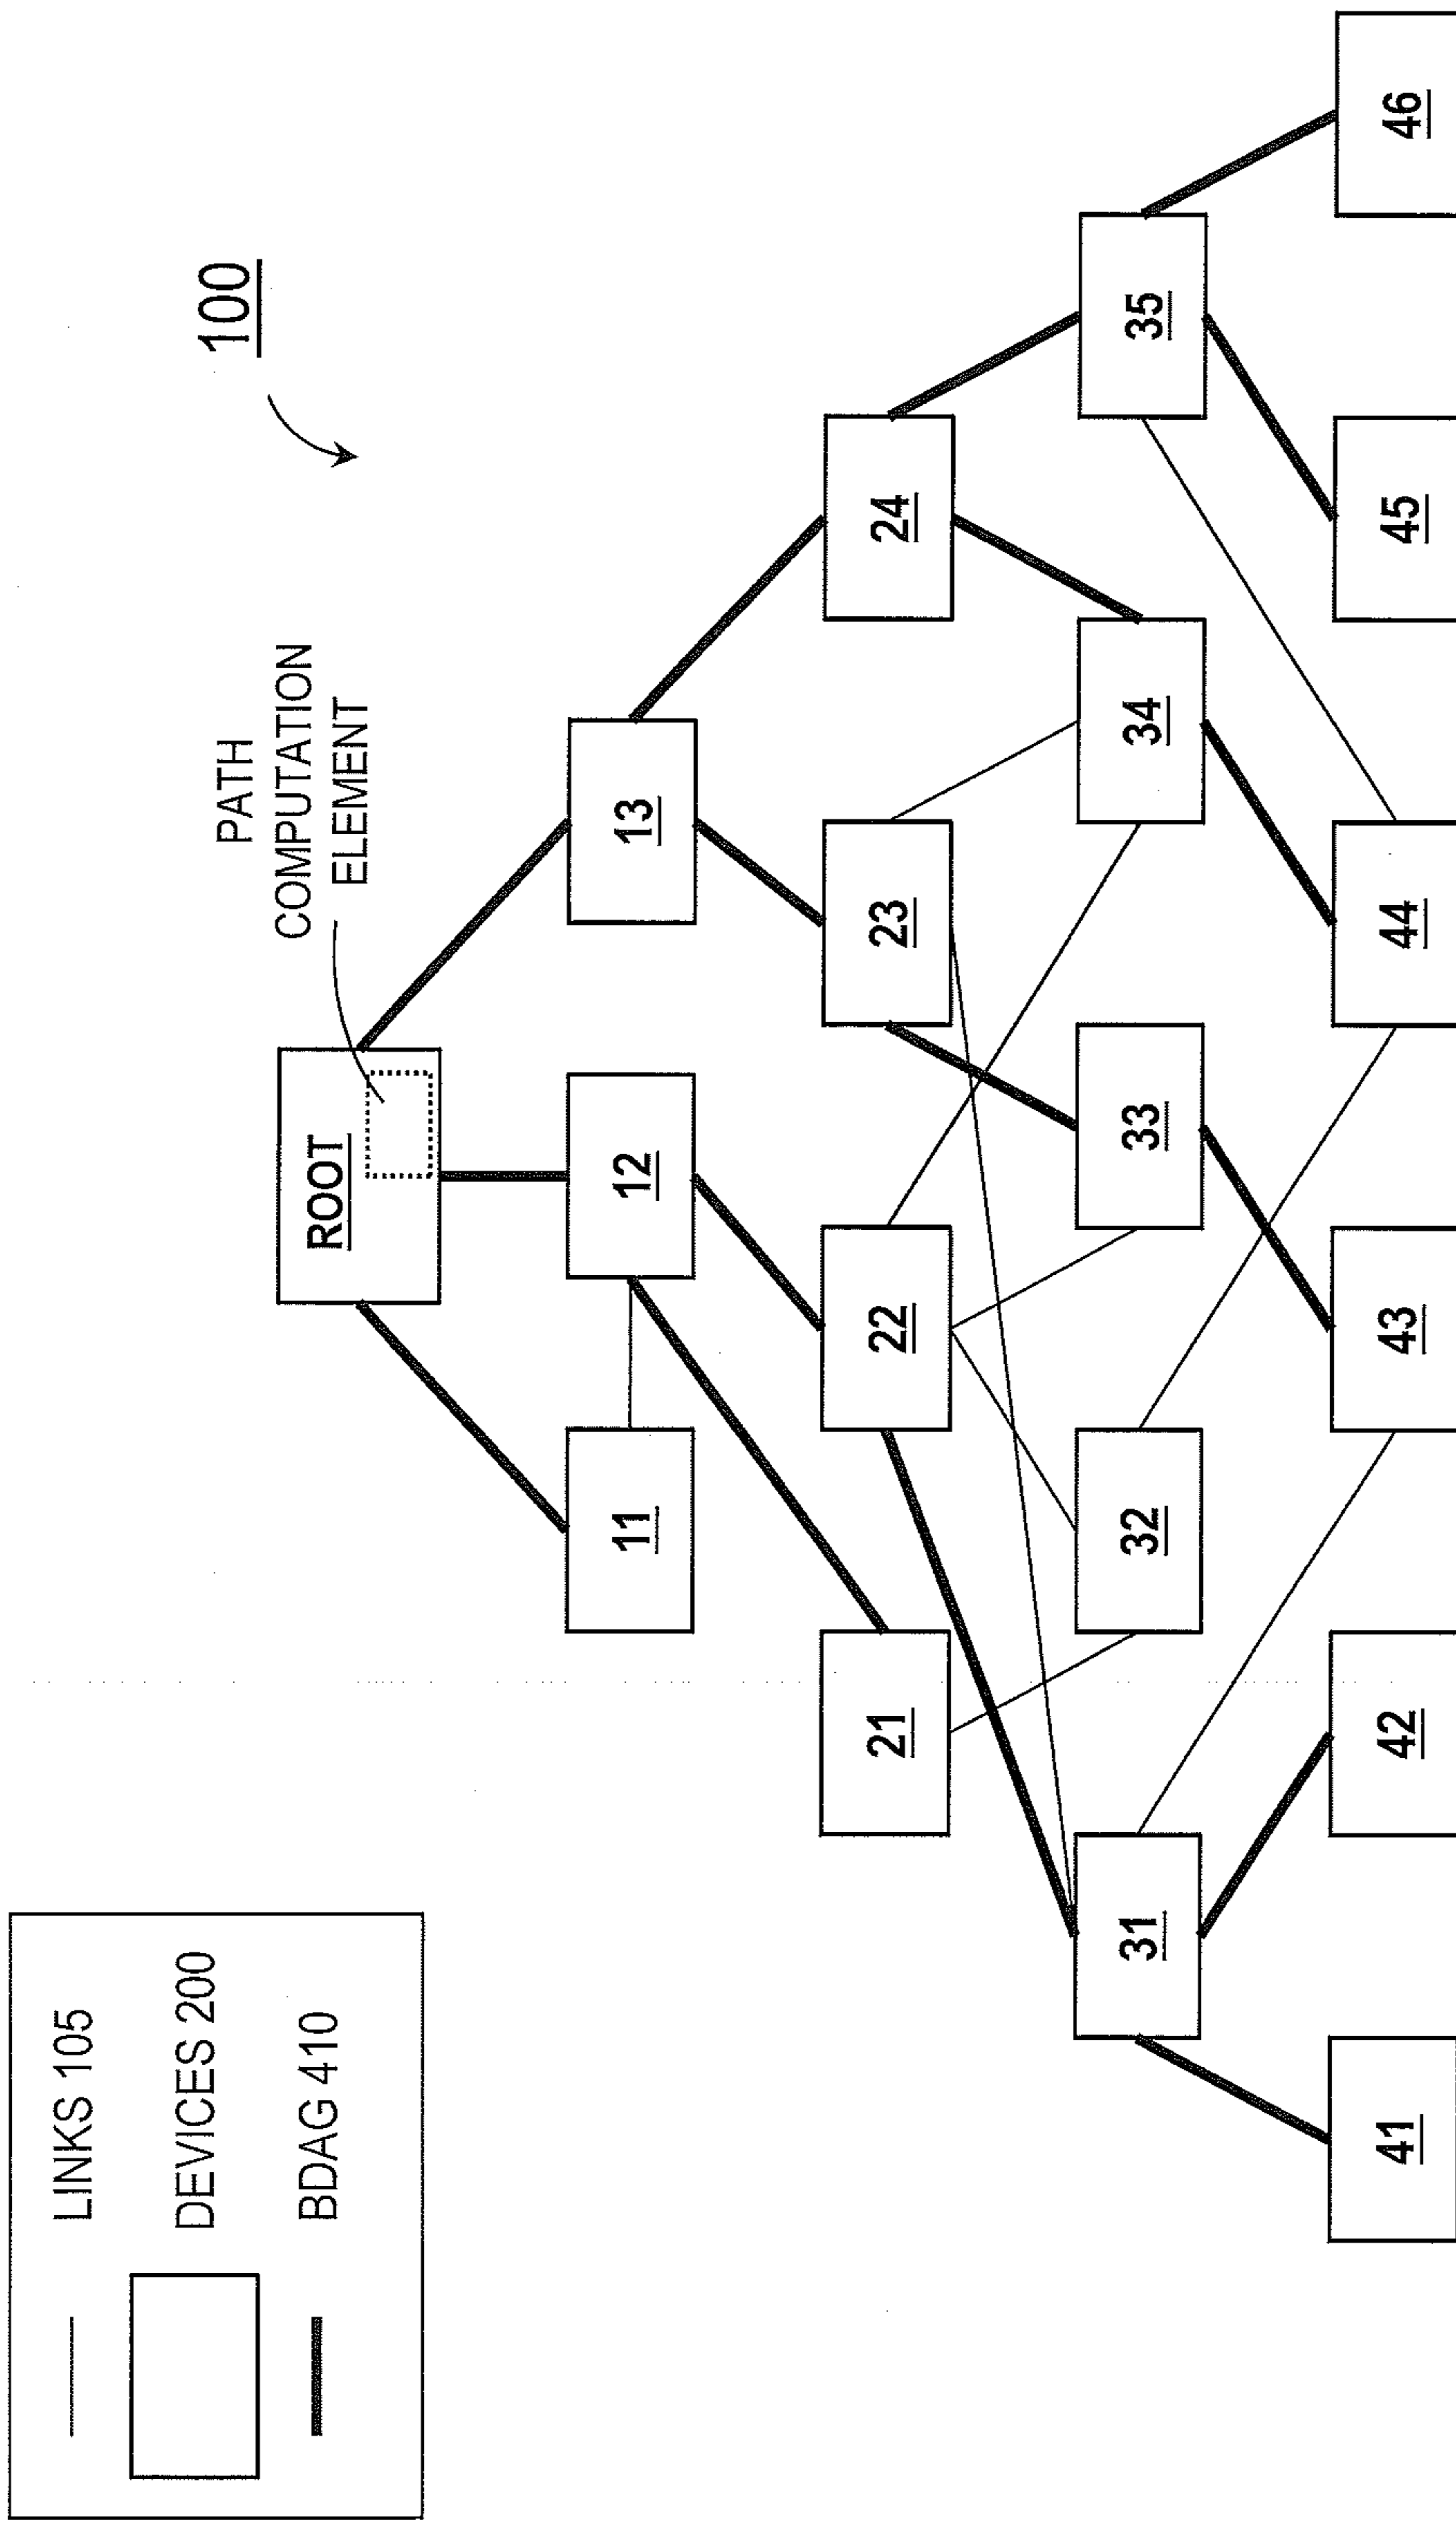 LINKS 105
DEVICES 200
BDAG 410
100
PATH
COMPUTATION
ELEMENT
ROOT
11
12
13
21
22
23
24
31
32
33
34
35
41
42
43
44
45
46